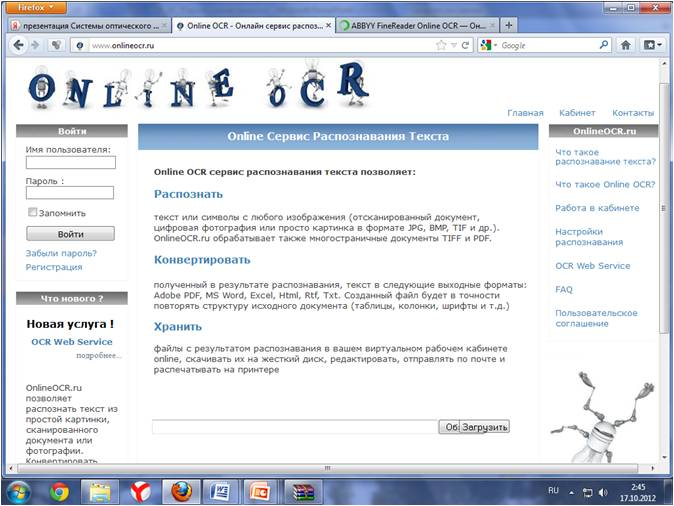 Firefox
презентация Системы оптического ...
Online OCR - Онлайн сервис распоз...
ABBYY FineReader Online OCR — Он...
www.onlineocr.ru
Google
ONLINE OCR
Главная Кабинет Контакты
Войти
Имя пользователя:
Пароль :
Запомнить
Войти
Забыли пароль?
Регистрация
Что нового ?
Новая услуга !
OCR Web Service
подробнее...
OnlineOCR.ru
позволяет
распознать текст из
простой картинки,
сканированного
документа или
фотографии.
Конвертировать
Online Сервис Распознавания Текста
Online OCR сервис распознавания текста позволяет:
Распознать
текст или символы с любого изображения (отсканированный документ,
цифровая фотография или просто картинка в формате JPG, BMP, TIF и др.).
OnlineOCR.ru обрабатывает также многостраничные документы TIFF и PDF.
Конвертировать
полученный в результате распознавания, текст в следующие выходные форматы:
Adobe PDF, MS Word, Excel, Html, Rtf, Txt. Созданный файл будет в точности
повторять структуру исходного документа (таблицы, колонки, шрифты и т.д.)
Хранить
файлы с результатом распознавания в вашем виртуальном рабочем кабинете
online, скачивать их на жесткий диск, редактировать, отправлять по почте и
распечатывать на принтере
Об Загрузить
OnlineOCR.ru
Что такое
распознавание текста?
Что такое Online OCR?
Работа в кабинете
Настройки
распознавания
OCR Web Service
FAQ
Пользовательское
соглашение
RU
2:45
17.10.2012